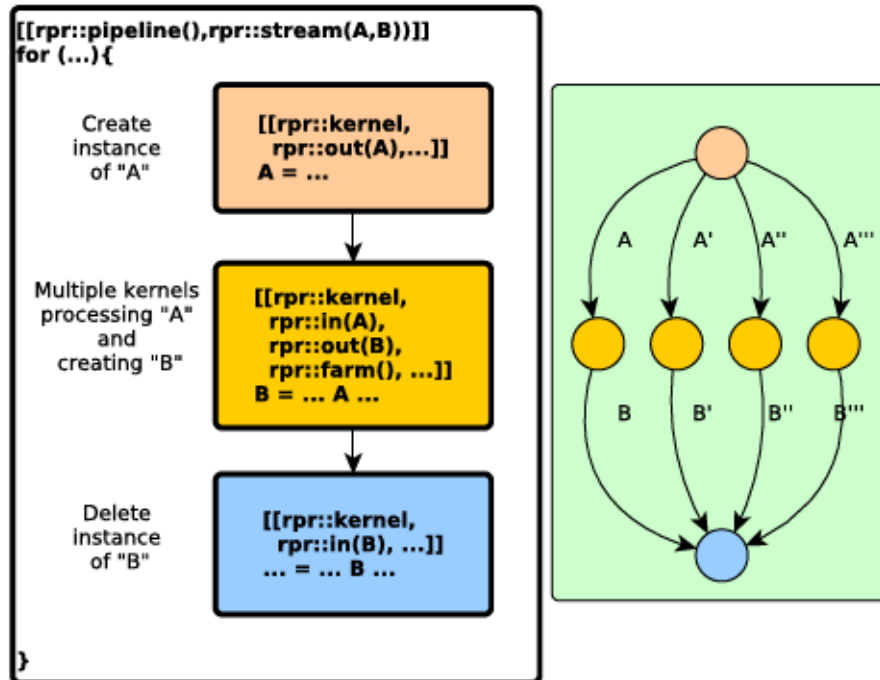 [[rpr::pipeline(),rpr::stream(A,B))]]
for (...){
Create
instance
of "A"
[[rpr::kernel,
rpr::out(A),...]]
A = ...
Multiple kernels
processing "A"
and
creating "B"
[[rpr::kernel,
rpr::in(A),
rpr::out(B),
rpr::farm(), ...]]
B = ... A ...
Delete
instance
of "B"
[[rpr::kernel,
rpr::in(B), ...]]
... = ... B ...
}
A
A'
A''
A'''
B
B'
B''
B'''